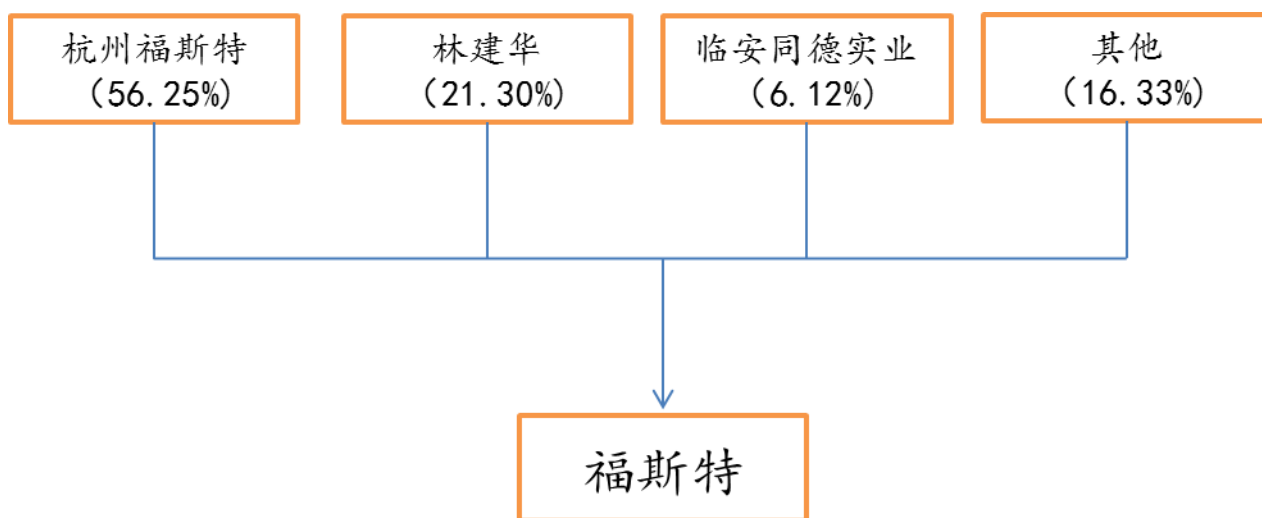 杭州福斯特
（56.25%）
林建华
（21.30%）
临安同德实业
（6.12%）
其他
（16.33%）
福斯特